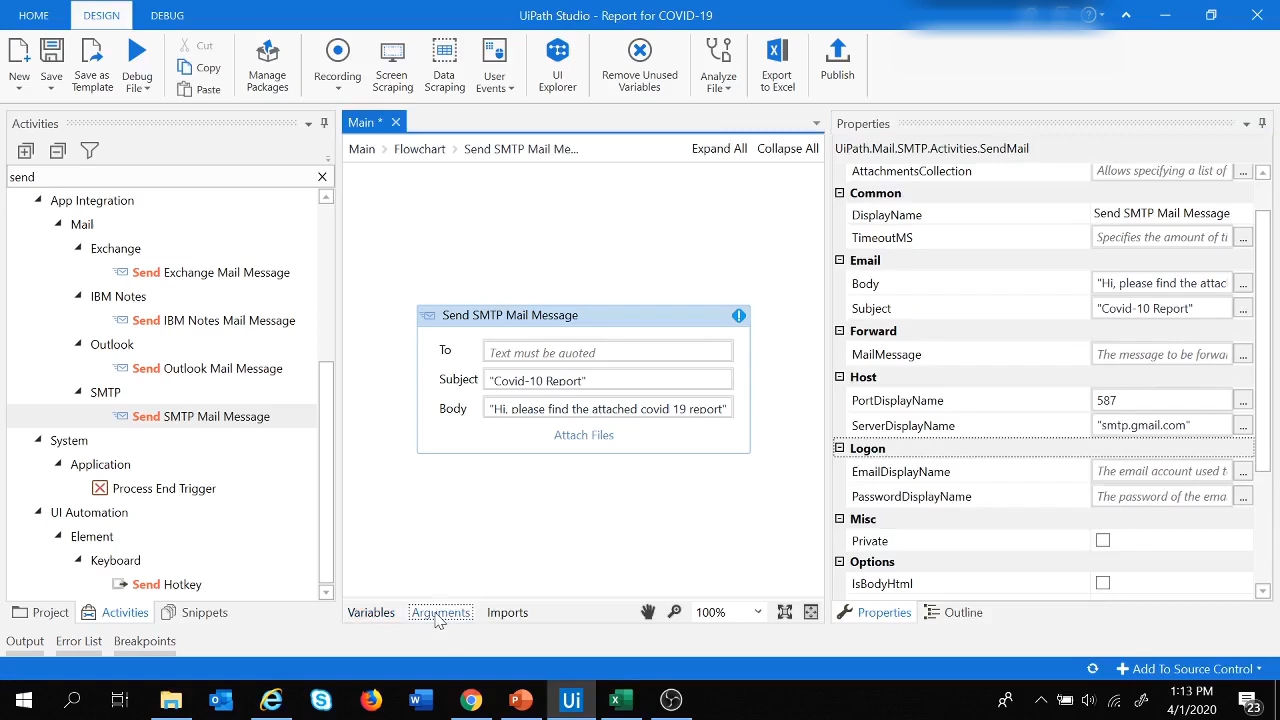 HOME DESIGN DEBUG
UiPath Studio - Report for COVID-19
New
Save
Save as Template
Debug File
Cut
Copy
Paste
Manage Packages
Recording
Screen Scraping
Data Scraping
User Events
UI Explorer
Remove Unused Variables
Analyze File
Export to Excel
Publish
Activities
send
App Integration
Mail
Exchange
Send Exchange Mail Message
IBM Notes
Send IBM Notes Mail Message
Outlook
Send Outlook Mail Message
SMTP
Send SMTP Mail Message
System
Application
Process End Trigger
UI Automation
Element
Keyboard
Send Hotkey
Project Activities Snippets
Main *
Main > Flowchart > Send SMTP Mail Me...
Expand All Collapse All
Send SMTP Mail Message
To Text must be quoted
Subject "Covid-10 Report"
Body "Hi, please find the attached covid 19 report"
Attach Files
Variables Arguments Imports
100%
Properties
UiPath.Mail.SMTP.Activities.SendMail
AttachmentsCollection Allows specifying a list of ...
Common
DisplayName Send SMTP Mail Message
TimeoutMS Specifies the amount of ti ...
Email
Body "Hi, please find the attac ...
Subject "Covid-10 Report" ...
Forward
MailMessage The message to be forwa ...
Host
PortDisplayName 587 ...
ServerDisplayName "smtp.gmail.com" ...
Logon
EmailDisplayName The email account used t ...
PasswordDisplayName The password of the ema ...
Misc
Private
Options
IsBodyHtml
Properties Outline
Output Error List Breakpoints
Add To Source Control
1:13 PM
4/1/2020
23